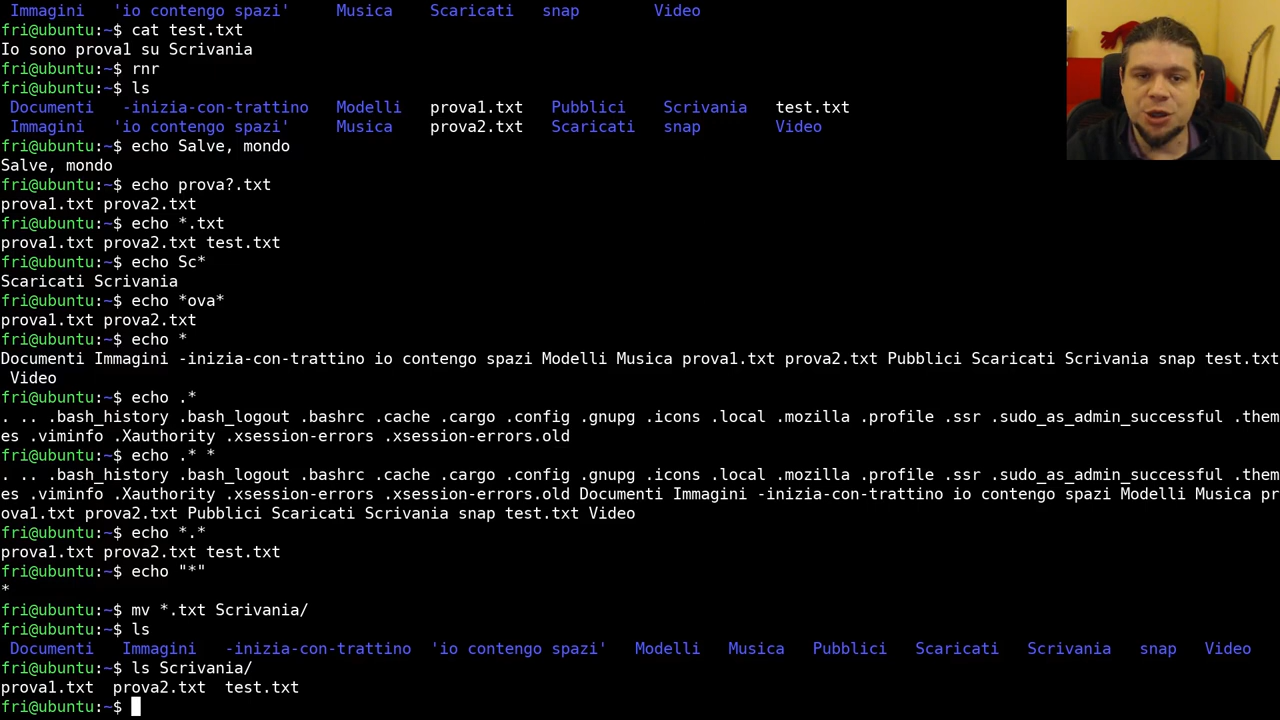 Immagini   'io contengo spazi'     Musica    Scaricati   snap        Video
fri@ubuntu:~$ cat test.txt
Io sono prova1 su Scrivania
fri@ubuntu:~$ rnr
fri@ubuntu:~$ ls
Documenti   -inizia-con-trattino   Modelli   prova1.txt   Pubblici    Scrivania   test.txt
Immagini   'io contengo spazi'     Musica    prova2.txt   Scaricati   snap        Video
fri@ubuntu:~$ echo Salve, mondo
Salve, mondo
fri@ubuntu:~$ echo prova?.txt
prova1.txt prova2.txt
fri@ubuntu:~$ echo *.txt
prova1.txt prova2.txt test.txt
fri@ubuntu:~$ echo Sc*
Scaricati Scrivania
fri@ubuntu:~$ echo *ova*
prova1.txt prova2.txt
fri@ubuntu:~$ echo *
Documenti Immagini -inizia-con-trattino io contengo spazi Modelli Musica prova1.txt prova2.txt Pubblici Scaricati Scrivania snap test.txt
Video
fri@ubuntu:~$ echo .*
. .. .bash_history .bash_logout .bashrc .cache .cargo .config .gnupg .icons .local .mozilla .profile .ssr .sudo_as_admin_successful .them
es .viminfo .Xauthority .xsession-errors .xsession-errors.old
fri@ubuntu:~$ echo .* *
. .. .bash_history .bash_logout .bashrc .cache .cargo .config .gnupg .icons .local .mozilla .profile .ssr .sudo_as_admin_successful .them
es .viminfo .Xauthority .xsession-errors .xsession-errors.old Documenti Immagini -inizia-con-trattino io contengo spazi Modelli Musica pr
ova1.txt prova2.txt Pubblici Scaricati Scrivania snap test.txt Video
fri@ubuntu:~$ echo *.*
prova1.txt prova2.txt test.txt
fri@ubuntu:~$ echo "*"
*
fri@ubuntu:~$ mv *.txt Scrivania/
fri@ubuntu:~$ ls
Documenti   Immagini   -inizia-con-trattino  'io contengo spazi'   Modelli   Musica   Pubblici   Scaricati   Scrivania   snap   Video
fri@ubuntu:~$ ls Scrivania/
prova1.txt  prova2.txt  test.txt
fri@ubuntu:~$